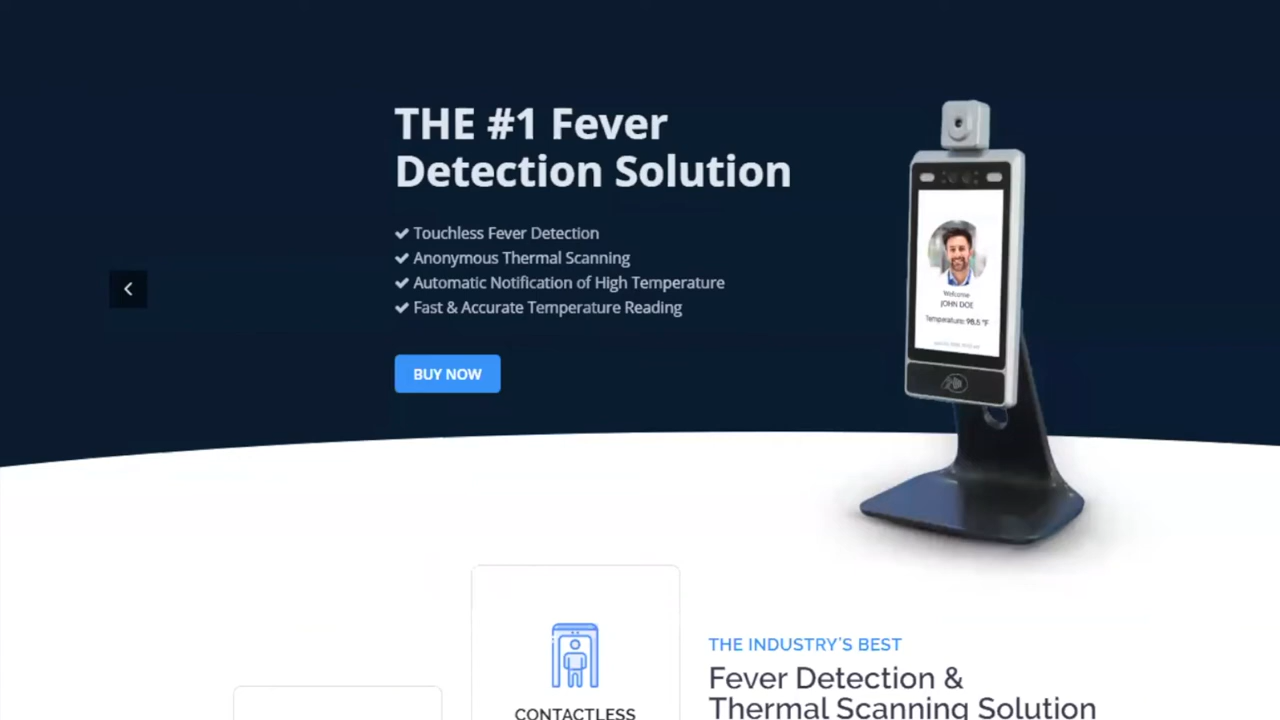 THE #1 Fever
Detection Solution
Touchless Fever Detection
Anonymous Thermal Scanning
Automatic Notification of High Temperature
Fast & Accurate Temperature Reading
BUY NOW
Welcome
JOHN DOE
Temperature: 98.6 °F
THE INDUSTRY'S BEST
Fever Detection &
Thermal Scanning Solution
CONTACTLESS